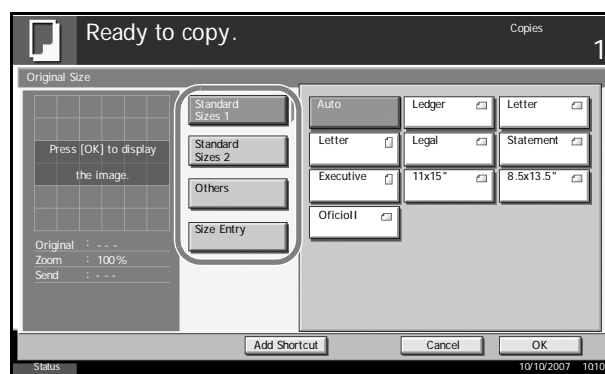 Ready to copy.
Copies
1
Original Size
Press [OK] to display
the image.
Original : - - -
Zoom : 100%
Send : - - -
Standard
Sizes 1
Standard
Sizes 2
Others
Size Entry
Auto
Ledger
Letter
Letter
Legal
Statement
Executive
11x15"
8.5x13.5"
OficioII
Add Shortcut
Cancel
OK
Status
10/10/2007 1010